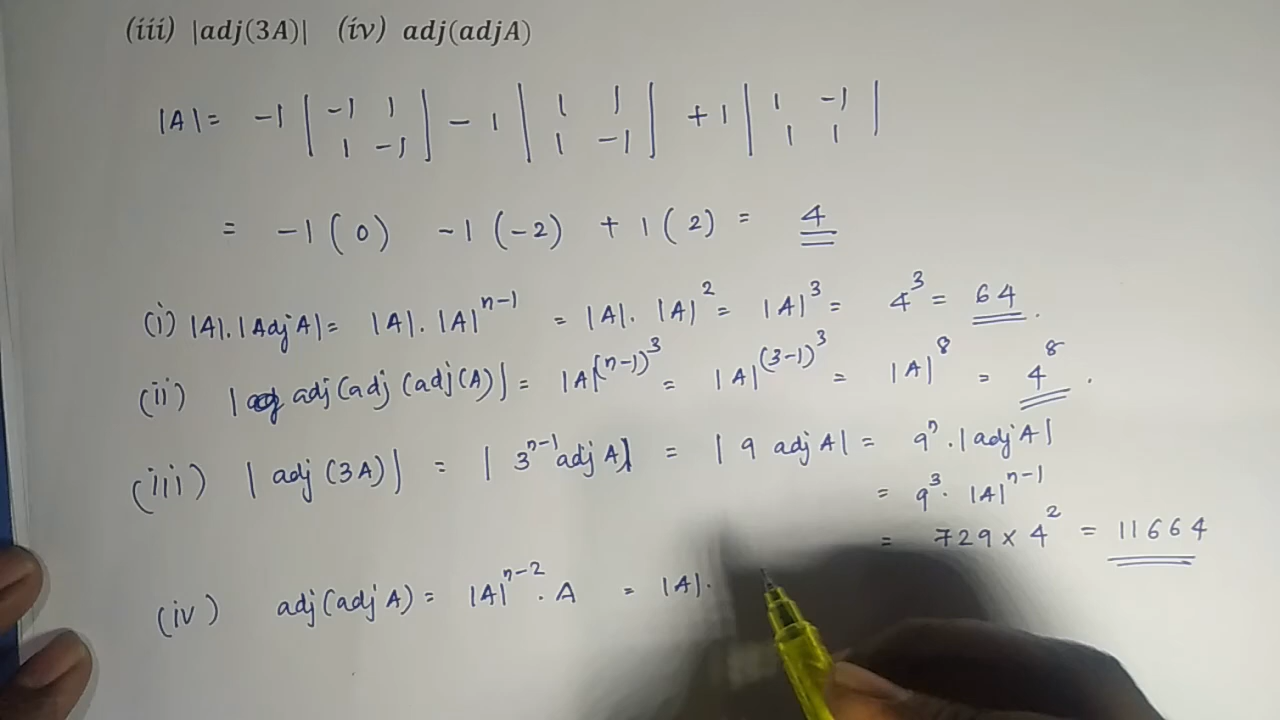 (iii) |adj(3A)| (iv) adj(adjA)
|A| = -1 | -1 1 | - 1 | 1 1 | + 1 | 1 -1 |
| 1 -1 | | 1 -1 | | 1 1 |
= -1(0) -1(-2) + 1(2) = 4
(i) |A|.|Adj A| = |A|.|A|^{n-1} = |A|.|A|^2 = |A|^3 = 4^3 = 64.
(ii) | adj(adj(adj(A)| = |A|^{(n-1)^3} = |A|^{(3-1)^3} = |A|^8 = 4^8.
(iii) |adj(3A)| = |3^{n-1} adj A| = |9 adj A| = 9^n.|adj A|
= 9^3.|A|^{n-1}
= 729 × 4^2 = 11664
(iv) adj(adj A) = |A|^{n-2}.A = |A|.